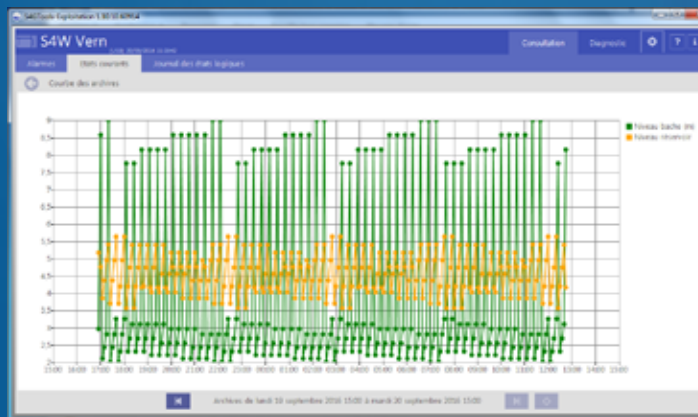 S4W Vern
Consultation
Diagnostic
?
Alarmes
Etats courants
Journal des états logiques
Courbe des archives
9
8,5
8
7,5
7
6,5
6
5,5
5
4,5
4
3,5
3
2,5
2
Niveau bache (m)
Niveau réservoir
15:00 16:00 17:00 18:00 19:00 20:00 21:00 22:00 23:00 00:00 01:00 02:00 03:00 04:00 05:00 06:00 07:00 08:00 09:00 10:00 11:00 12:00 13:00 14:00 15:00
Archives de lundi 19 septembre 2016 15:00 à mardi 20 septembre 2016 15:00